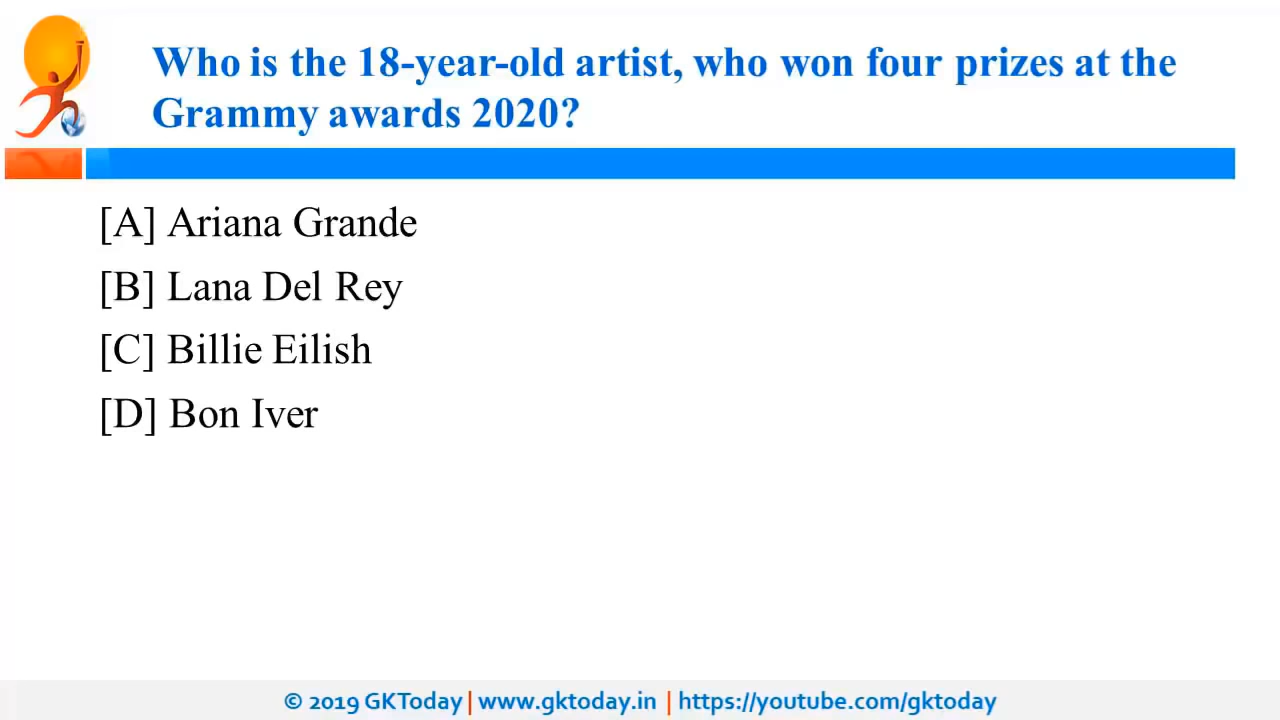 Who is the 18-year-old artist, who won four prizes at the
Grammy awards 2020?
[A] Ariana Grande
[B] Lana Del Rey
[C] Billie Eilish
[D] Bon Iver
© 2019 GKToday | www.gktoday.in | https://youtube.com/gktoday